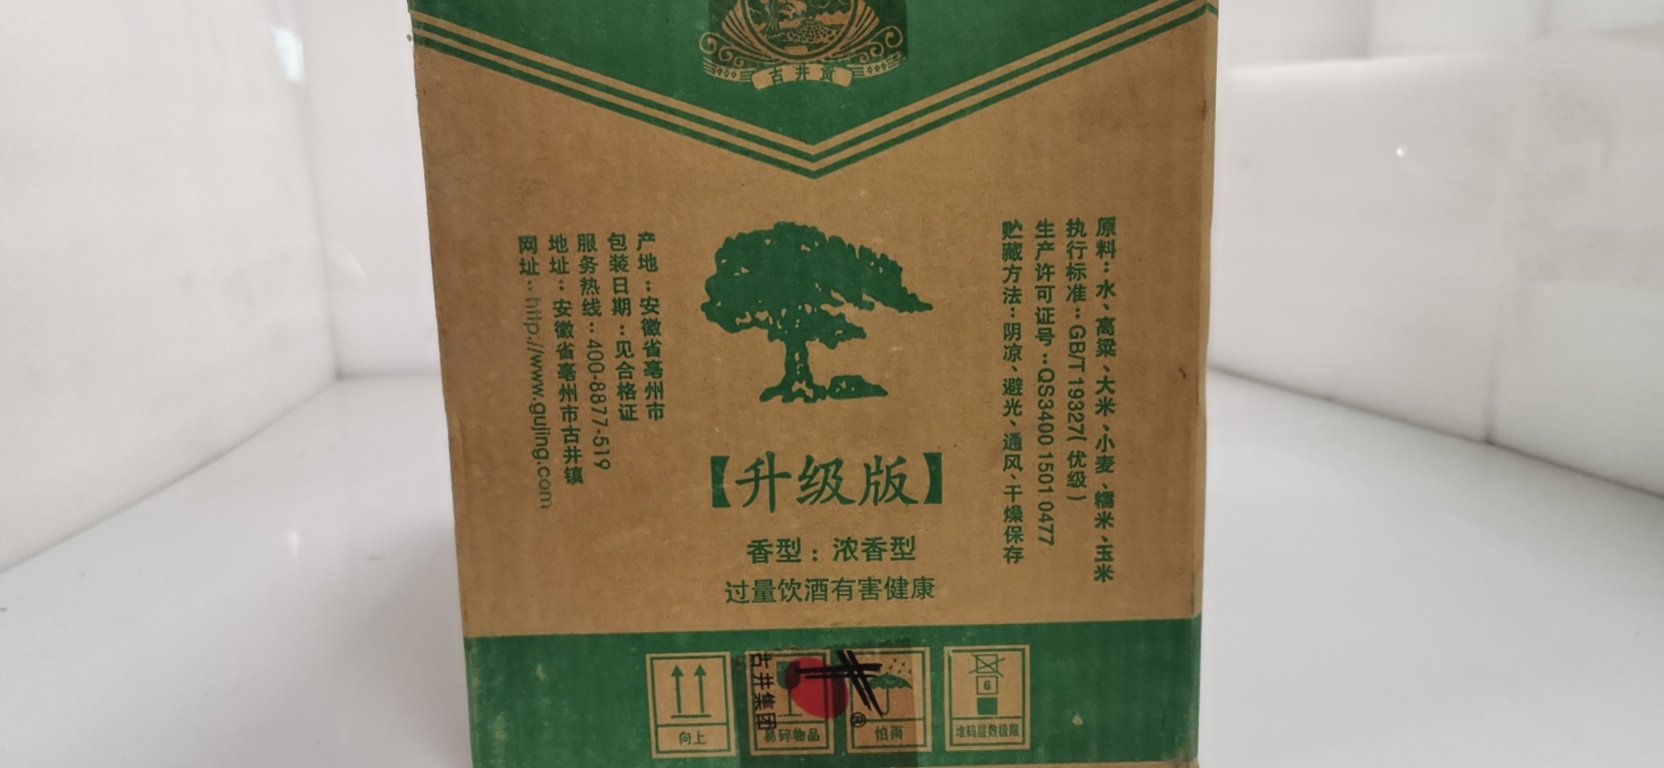 古井贡
原料：水、高粱、大米、小麦、糯米、玉米
执行标准：GB/T 19327(优级)
生产许可证号：QS3400 1501 0477
贮藏方法：阴凉、避光、通风、干燥保存
产地：安徽省亳州市
包装日期：见合格证
服务热线：400-8877-519
地址：安徽省亳州市古井镇
网址：http://www.gujing.com
【升级版】
香型：浓香型
过量饮酒有害健康
古井集团
井®
6
向上
易碎物品
怕雨
堆码层数极限